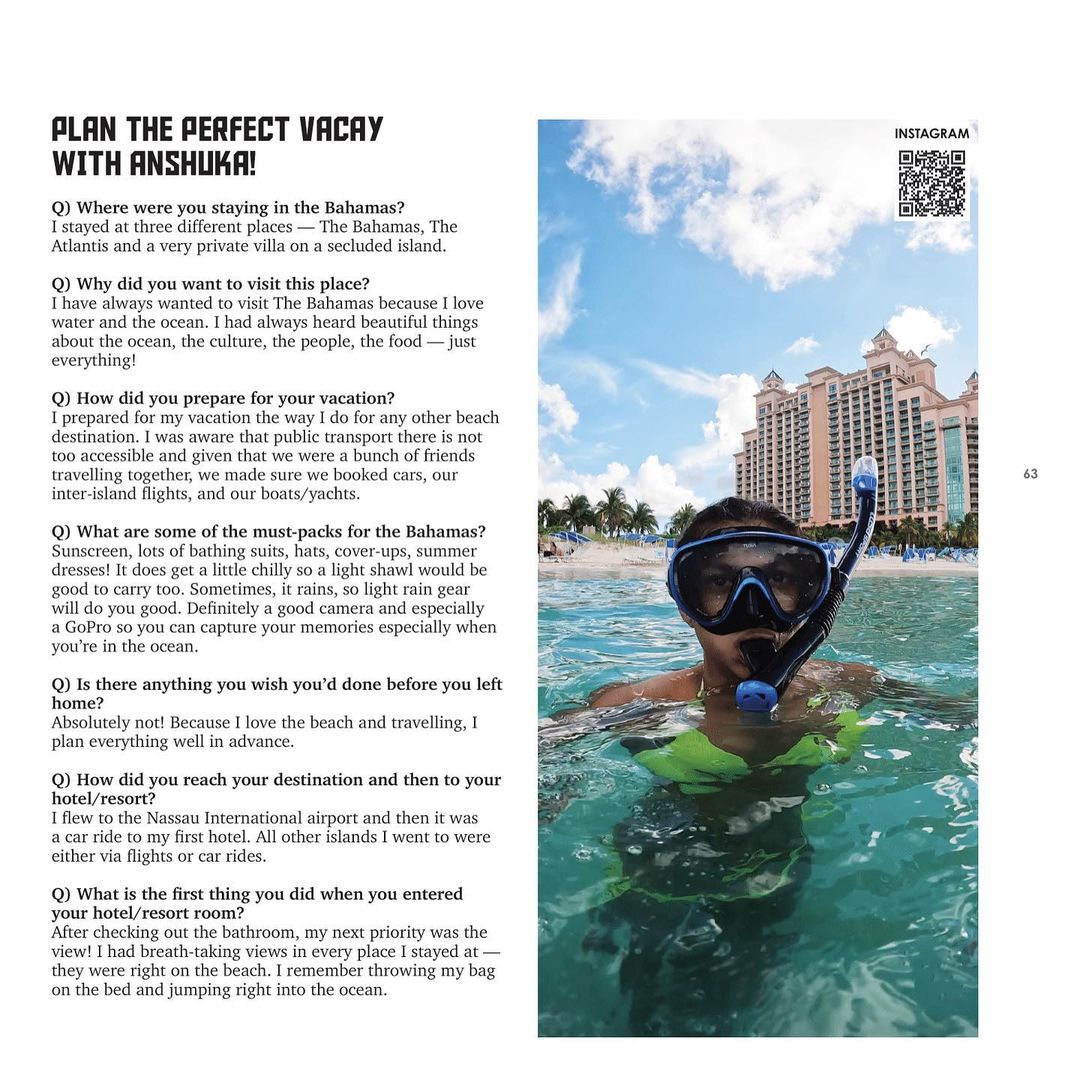 PLAN THE PERFECT VACAY
WITH ANSHUKA!
Q) Where were you staying in the Bahamas?
I stayed at three different places — The Bahamas, The
Atlantis and a very private villa on a secluded island.
Q) Why did you want to visit this place?
I have always wanted to visit The Bahamas because I love
water and the ocean. I had always heard beautiful things
about the ocean, the culture, the people, the food — just
everything!
Q) How did you prepare for your vacation?
I prepared for my vacation the way I do for any other beach
destination. I was aware that public transport there is not
too accessible and given that we were a bunch of friends
travelling together, we made sure we booked cars, our
inter-island flights, and our boats/yachts.
Q) What are some of the must-packs for the Bahamas?
Sunscreen, lots of bathing suits, hats, cover-ups, summer
dresses! It does get a little chilly so a light shawl would be
good to carry too. Sometimes, it rains, so light rain gear
will do you good. Definitely a good camera and especially
a GoPro so you can capture your memories especially when
you’re in the ocean.
Q) Is there anything you wish you’d done before you left
home?
Absolutely not! Because I love the beach and travelling, I
plan everything well in advance.
Q) How did you reach your destination and then to your
hotel/resort?
I flew to the Nassau International airport and then it was
a car ride to my first hotel. All other islands I went to were
either via flights or car rides.
Q) What is the first thing you did when you entered
your hotel/resort room?
After checking out the bathroom, my next priority was the
view! I had breath-taking views in every place I stayed at —
they were right on the beach. I remember throwing my bag
on the bed and jumping right into the ocean.
INSTAGRAM
63